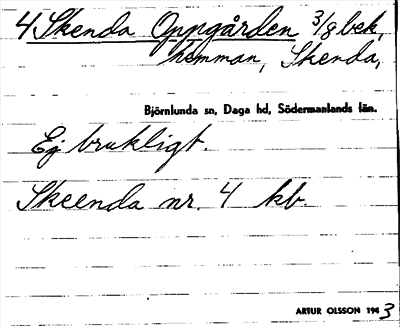 4 Skenda Oppgården 3/8 bek,
hemman, Skenda,
Björnlunda sn, Daga hd, Södermanlands län.
Ej brukligt.
Skeenda nr. 4 kb.
ARTUR OLSSON 1943